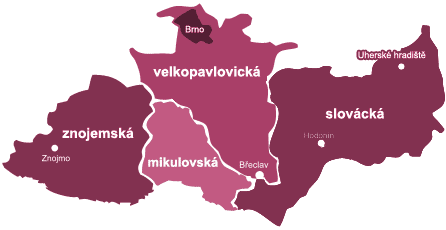 Brno
Uherské hradiště
velkopavlovická
slovácká
znojemská
Hodonín
Znojmo
mikulovská
Břeclav